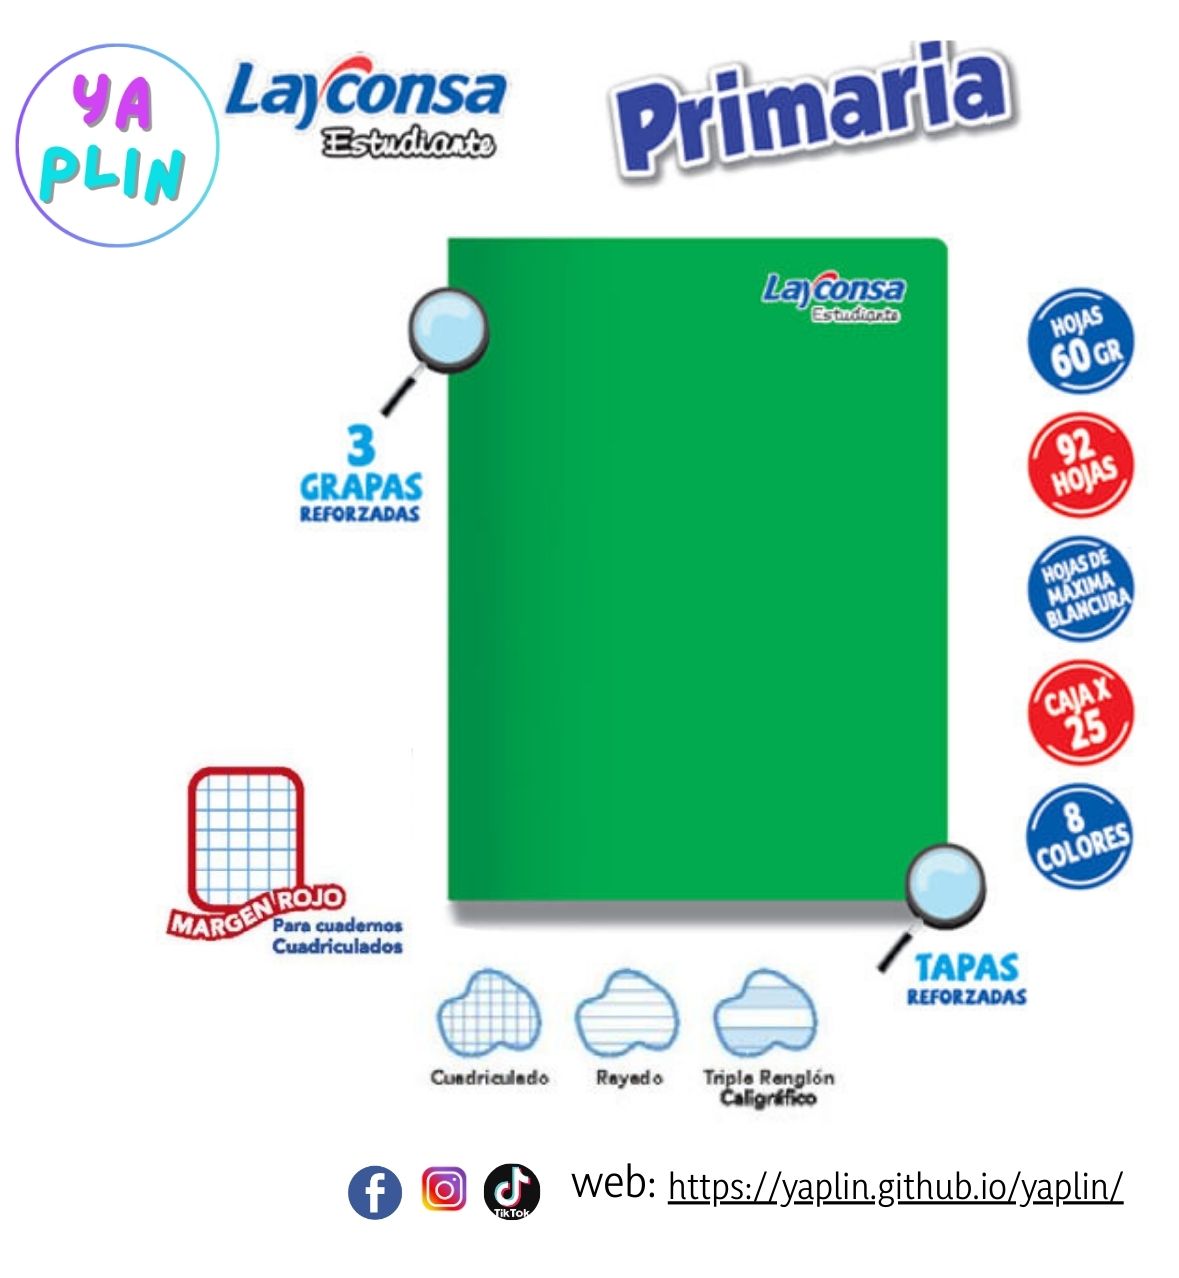 YA
PLIN
Layconsa
Estudiante
Primaria
Layconsa
Estudiante
HOJAS
60 GR
3
GRAPAS
REFORZADAS
92
HOJAS
HOJAS DE
MÁXIMA
BLANCURA
CAJA X
25
8
COLORES
MARGEN ROJO
Para cuadernos
Cuadriculados
TAPAS
REFORZADAS
Cuadriculado
Rayado
Triple Renglón
Caligráfico
TikTok
web: https://yaplin.github.io/yaplin/